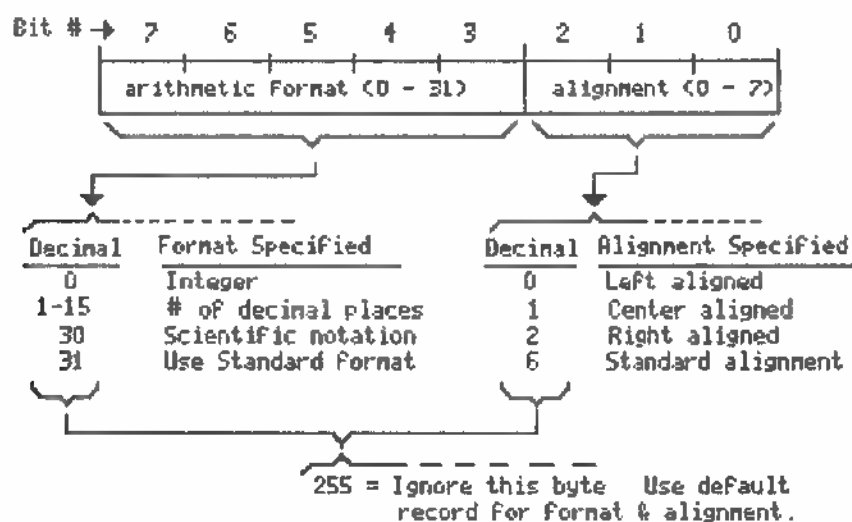 Bit # 7 6 5 4 3 2 1 0
arithmetic Format (0 - 31) alignment (0 - 7)
Decimal Format Specified Decimal Alignment Specified
0 Integer 0 Left aligned
1-15 # of decimal places 1 Center aligned
30 Scientific notation 2 Right aligned
31 Use Standard Format 6 Standard alignment
255 = Ignore this byte Use default
record for format & alignment.